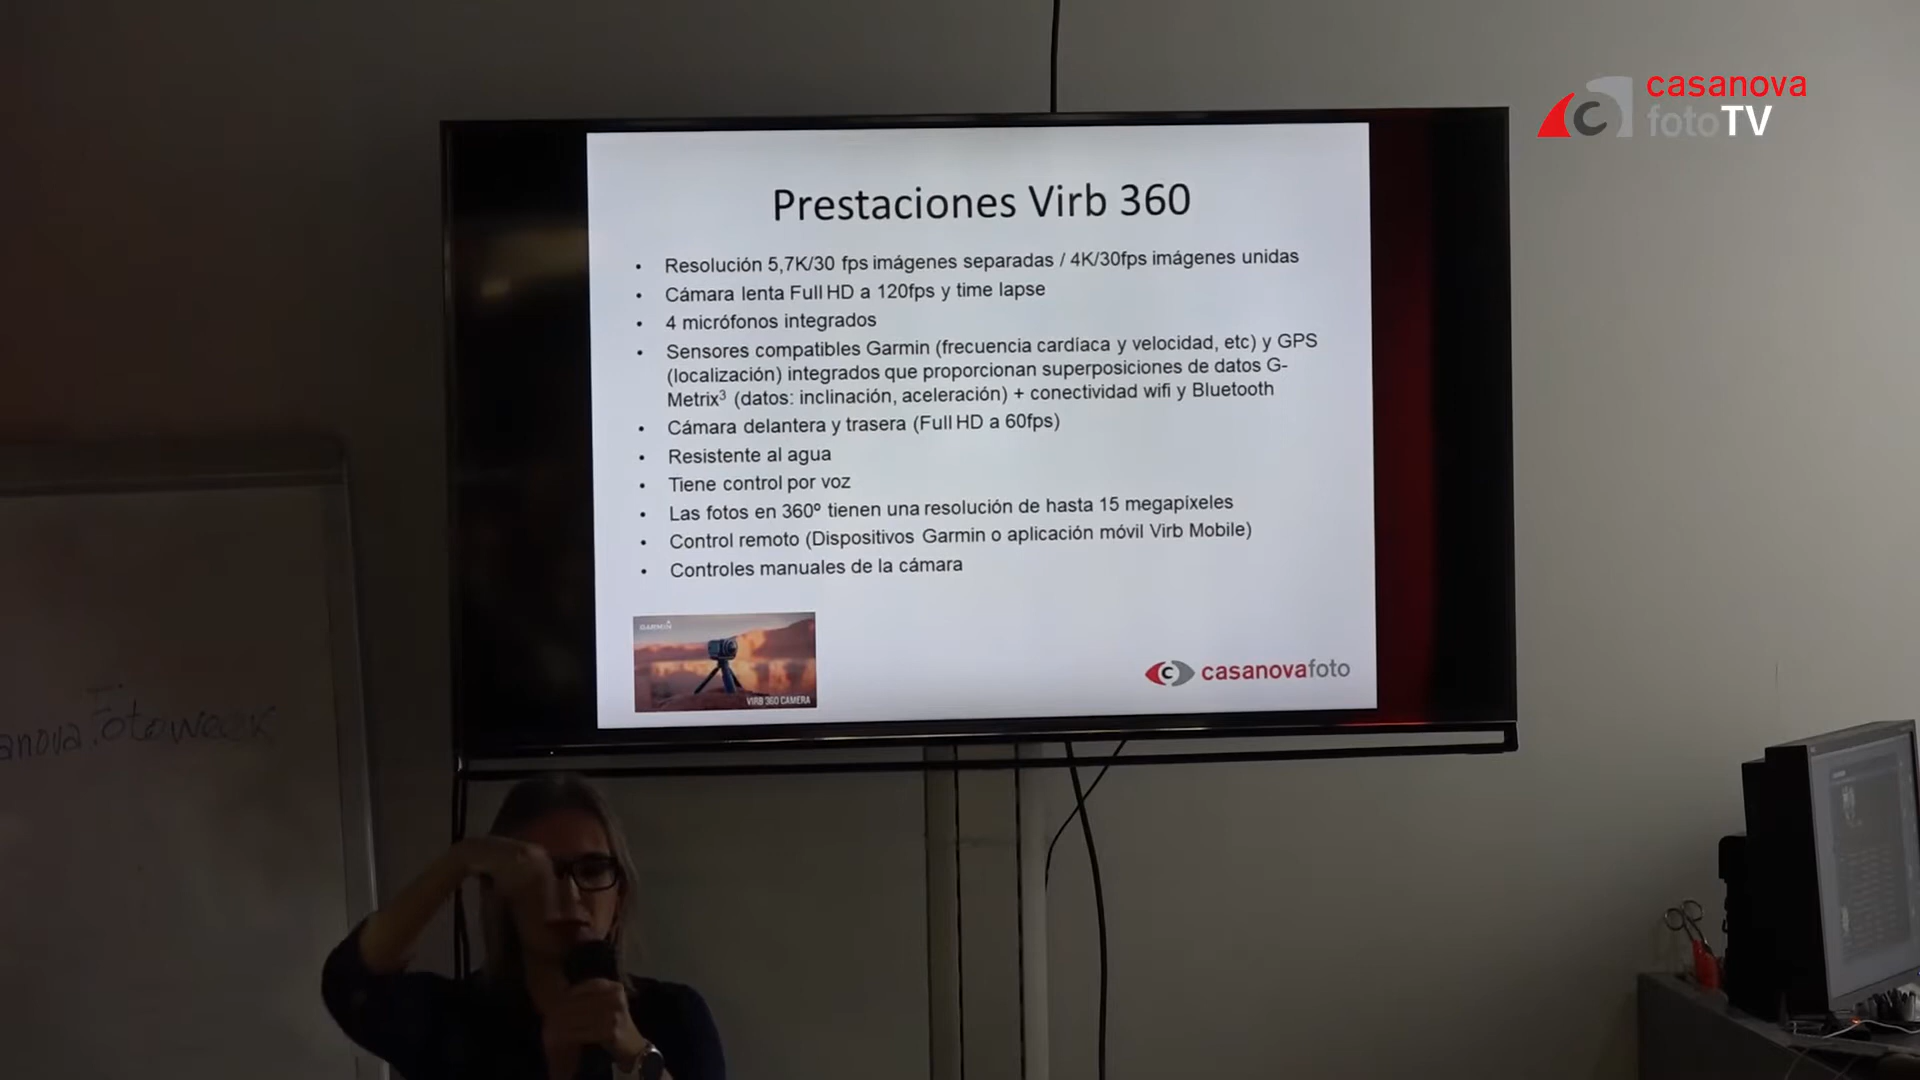 casanova
fotoTV
Prestaciones Virb 360
• Resolución 5,7K/30 fps imágenes separadas / 4K/30fps imágenes unidas
• Cámara lenta Full HD a 120fps y time lapse
• 4 micrófonos integrados
• Sensores compatibles Garmin (frecuencia cardíaca y velocidad, etc) y GPS
(localización) integrados que proporcionan superposiciones de datos G-
Metrix³ (datos: inclinación, aceleración) + conectividad wifi y Bluetooth
• Cámara delantera y trasera (Full HD a 60fps)
• Resistente al agua
• Tiene control por voz
• Las fotos en 360º tienen una resolución de hasta 15 megapíxeles
• Control remoto (Dispositivos Garmin o aplicación móvil Virb Mobile)
• Controles manuales de la cámara
GARMIN
VIRB 360 CAMERA
casanovafoto
anovaFotoweek